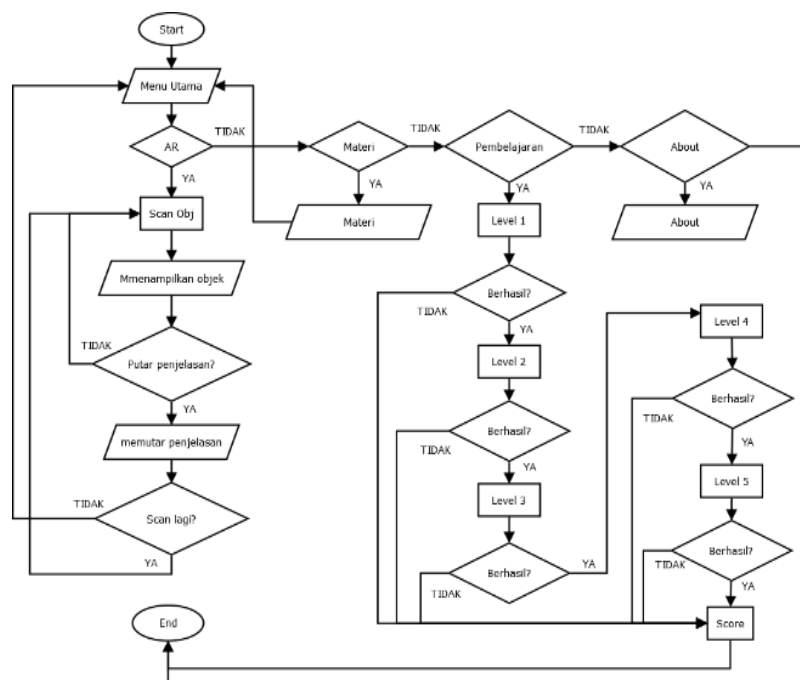 Start
Menu Utama
AR
TIDAK
Materi
TIDAK
Pembelajaran
TIDAK
About
YA
YA
YA
YA
Scan Obj
Materi
Level 1
About
Mmenampilkan objek
Berhasil?
TIDAK
YA
Level 4
Putar penjelasan?
TIDAK
YA
Level 2
Berhasil?
TIDAK
YA
memutar penjelasan
Berhasil?
TIDAK
YA
Level 3
Level 5
Scan lagi?
TIDAK
YA
Berhasil?
TIDAK
YA
Berhasil?
TIDAK
YA
Score
End